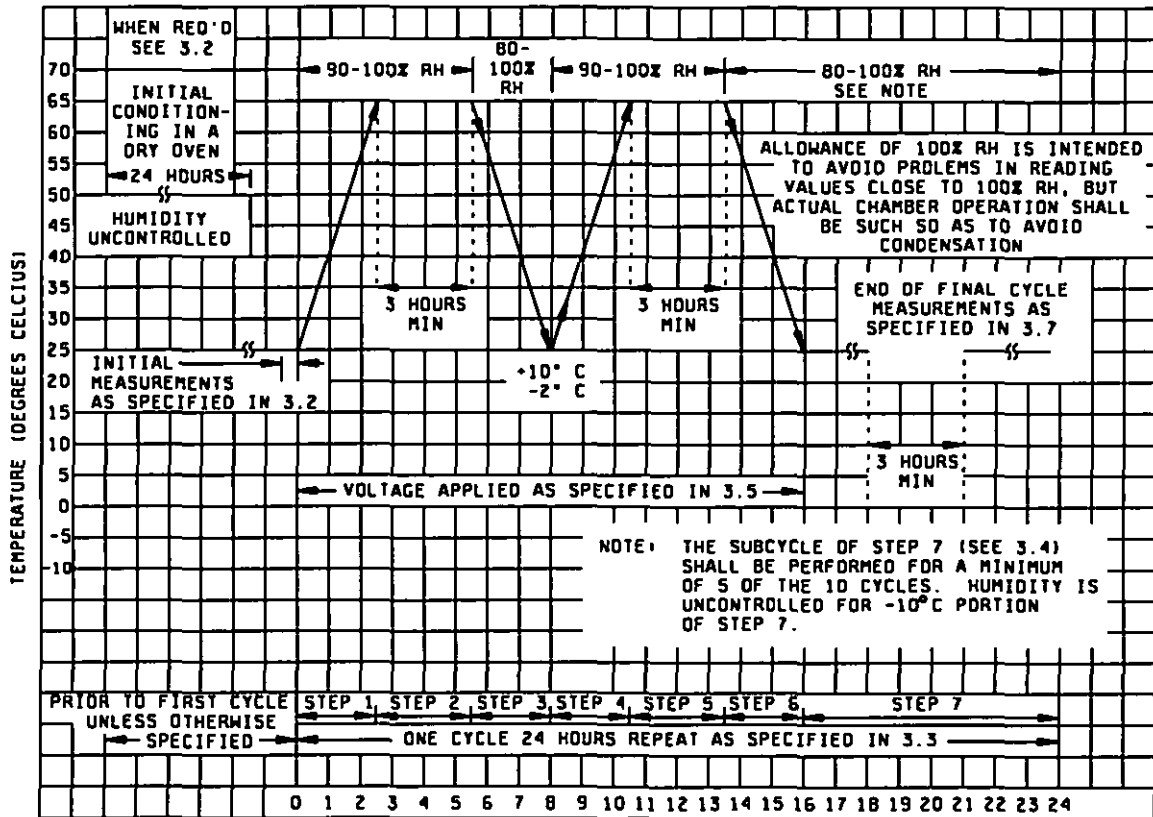 WHEN REQ'D
SEE 3.2
INITIAL
CONDITION-
ING IN A
DRY OVEN
24 HOURS
HUMIDITY
UNCONTROLLED
90-100% RH
80-
100%
RH
90-100% RH
80-100% RH
SEE NOTE
ALLOWANCE OF 100% RH IS INTENDED
TO AVOID PROLEMS IN READING
VALUES CLOSE TO 100% RH, BUT
ACTUAL CHAMBER OPERATION SHALL
BE SUCH SO AS TO AVOID
CONDENSATION
3 HOURS
MIN
3 HOURS
MIN
END OF FINAL CYCLE
MEASUREMENTS AS
SPECIFIED IN 3.7
INITIAL
MEASUREMENTS
AS SPECIFIED IN 3.2
+10° C
-2° C
3 HOURS
MIN
VOLTAGE APPLIED AS SPECIFIED IN 3.5
NOTE: THE SUBCYCLE OF STEP 7 (SEE 3.4)
SHALL BE PERFORMED FOR A MINIMUM
OF 5 OF THE 10 CYCLES. HUMIDITY IS
UNCONTROLLED FOR -10°C PORTION
OF STEP 7.
TEMPERATURE (DEGREES CELCIUS)
70
65
60
55
50
45
40
35
30
25
20
15
10
5
0
-5
-10
PRIOR TO FIRST CYCLE
UNLESS OTHERWISE
SPECIFIED
STEP 1 STEP 2 STEP 3 STEP 4 STEP 5 STEP 6 STEP 7
ONE CYCLE 24 HOURS REPEAT AS SPECIFIED IN 3.3
0 1 2 3 4 5 6 7 8 9 10 11 12 13 14 15 16 17 18 19 20 21 22 23 24